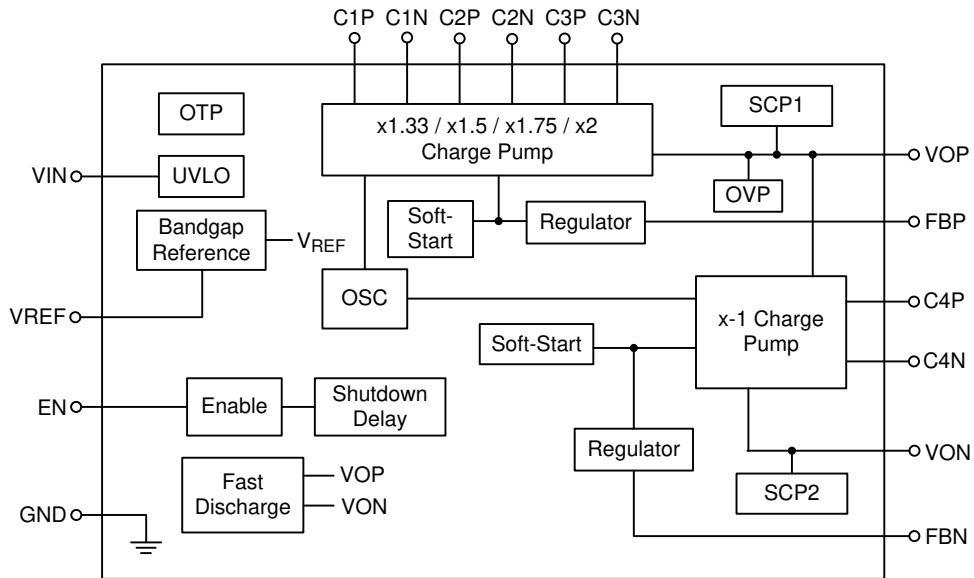 C1P C1N C2P C2N C3P C3N
OTP
SCP1
x1.33 / x1.5 / x1.75 / x2
Charge Pump
VOP
VIN
UVLO
OVP
Soft-
Start
Regulator
FBP
Bandgap
Reference
VREF
OSC
C4P
VREF
x-1 Charge
Pump
Soft-Start
C4N
EN
Enable
Shutdown
Delay
Regulator
VON
Fast
Discharge
VOP
VON
SCP2
GND
FBN